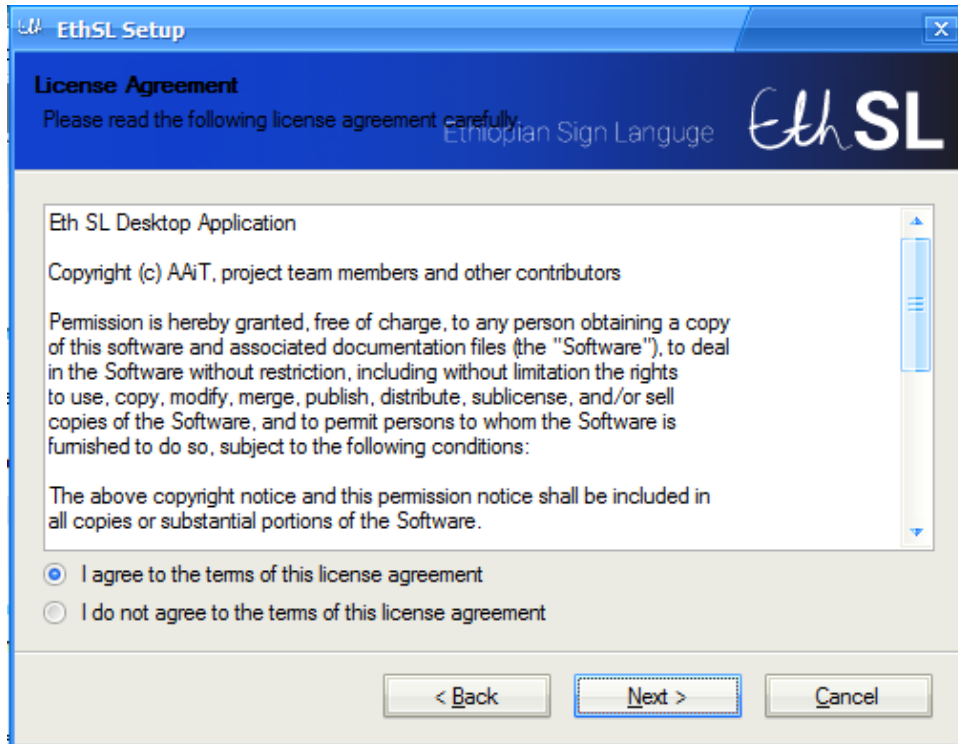 Eth EthSL Setup
License Agreement
Please read the following license agreement carefully.
Ethiopian Sign Languge
Eth SL
Eth SL Desktop Application
Copyright (c) AAiT, project team members and other contributors
Permission is hereby granted, free of charge, to any person obtaining a copy
of this software and associated documentation files (the "Software"), to deal
in the Software without restriction, including without limitation the rights
to use, copy, modify, merge, publish, distribute, sublicense, and/or sell
copies of the Software, and to permit persons to whom the Software is
furnished to do so, subject to the following conditions:
The above copyright notice and this permission notice shall be included in
all copies or substantial portions of the Software.
I agree to the terms of this license agreement
I do not agree to the terms of this license agreement
< Back
Next >
Cancel